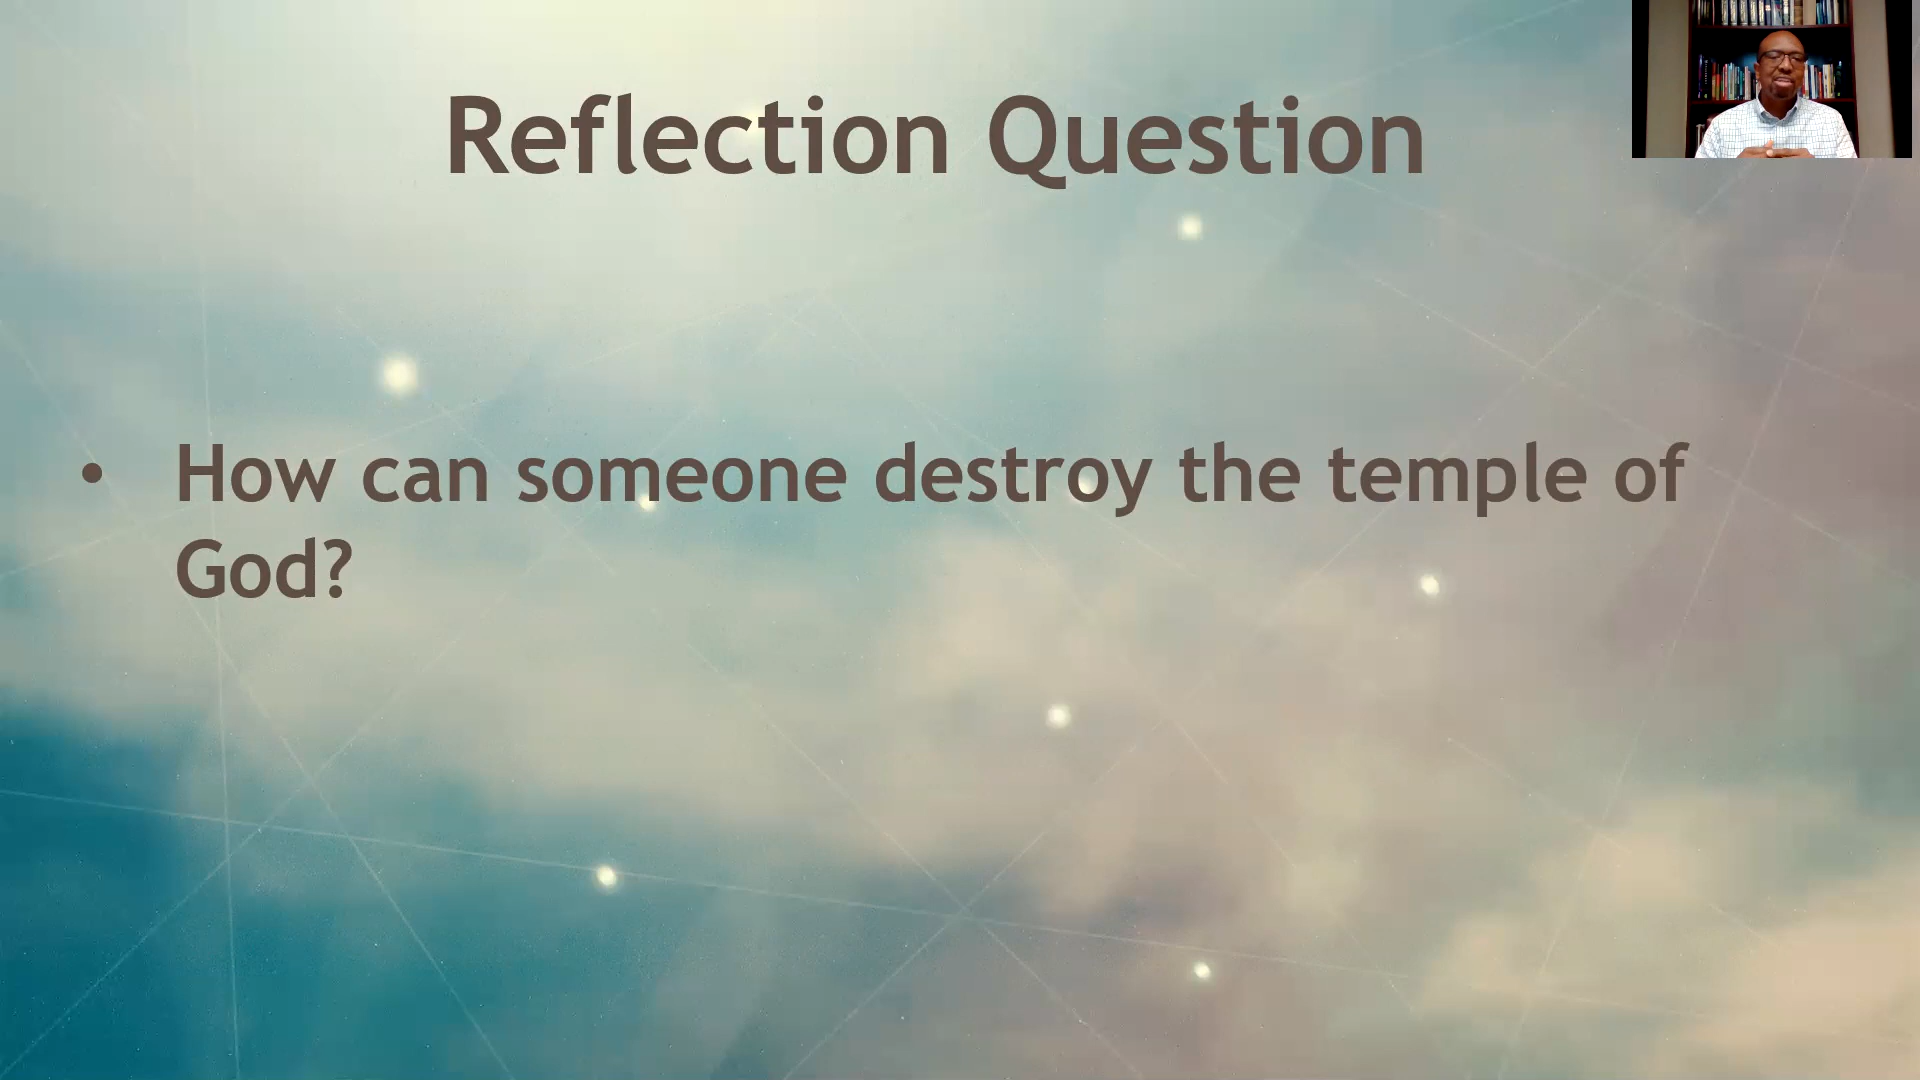 Reflection Question
• How can someone destroy the temple of
God?